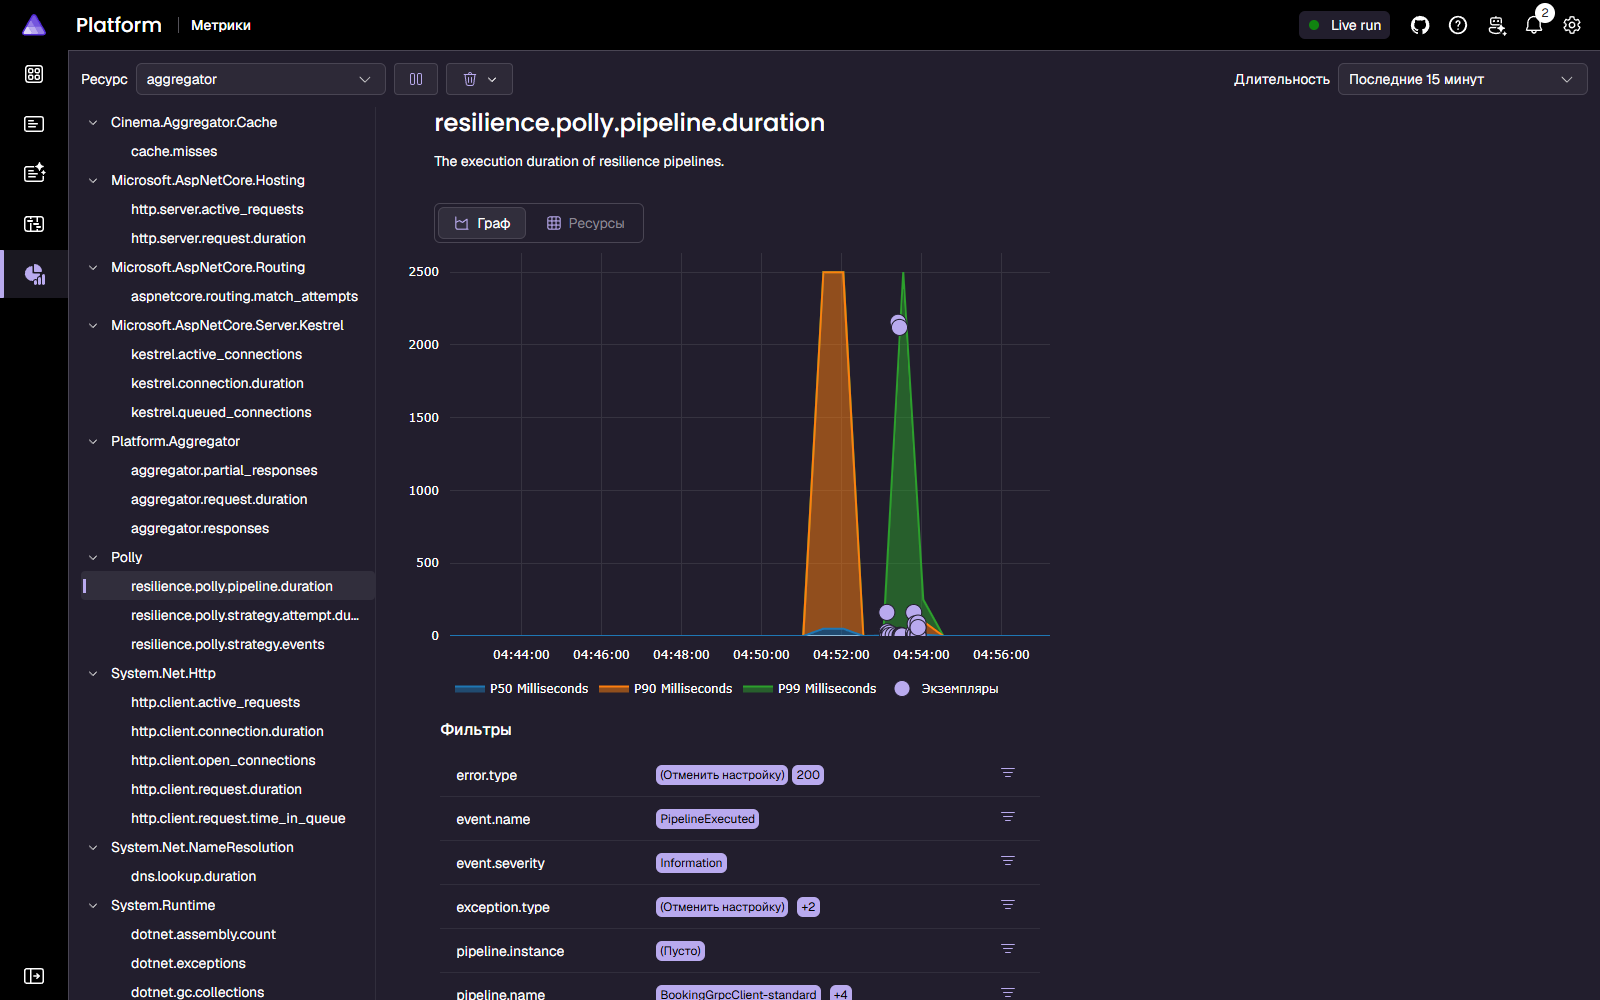 Platform
Метрики
Live run
2
Ресурс
aggregator
Длительность
Последние 15 минут
Cinema.Aggregator.Cache
cache.misses
Microsoft.AspNetCore.Hosting
http.server.active_requests
http.server.request.duration
Microsoft.AspNetCore.Routing
aspnetcore.routing.match_attempts
Microsoft.AspNetCore.Server.Kestrel
kestrel.active_connections
kestrel.connection.duration
kestrel.queued_connections
Platform.Aggregator
aggregator.partial_responses
aggregator.request.duration
aggregator.responses
Polly
resilience.polly.pipeline.duration
resilience.polly.strategy.attempt.du...
resilience.polly.strategy.events
System.Net.Http
http.client.active_requests
http.client.connection.duration
http.client.open_connections
http.client.request.duration
http.client.request.time_in_queue
System.Net.NameResolution
dns.lookup.duration
System.Runtime
dotnet.assembly.count
dotnet.exceptions
dotnet.gc.collections
resilience.polly.pipeline.duration
The execution duration of resilience pipelines.
Граф
Ресурсы
2500
2000
1500
1000
500
0
04:44:00 04:46:00 04:48:00 04:50:00 04:52:00 04:54:00 04:56:00
P50 Milliseconds P90 Milliseconds P99 Milliseconds Экземпляры
Фильтры
error.type (Отменить настройку) 200
event.name PipelineExecuted
event.severity Information
exception.type (Отменить настройку) +2
pipeline.instance (Пусто)
pipeline.name BookingGrpcClient-standard +4